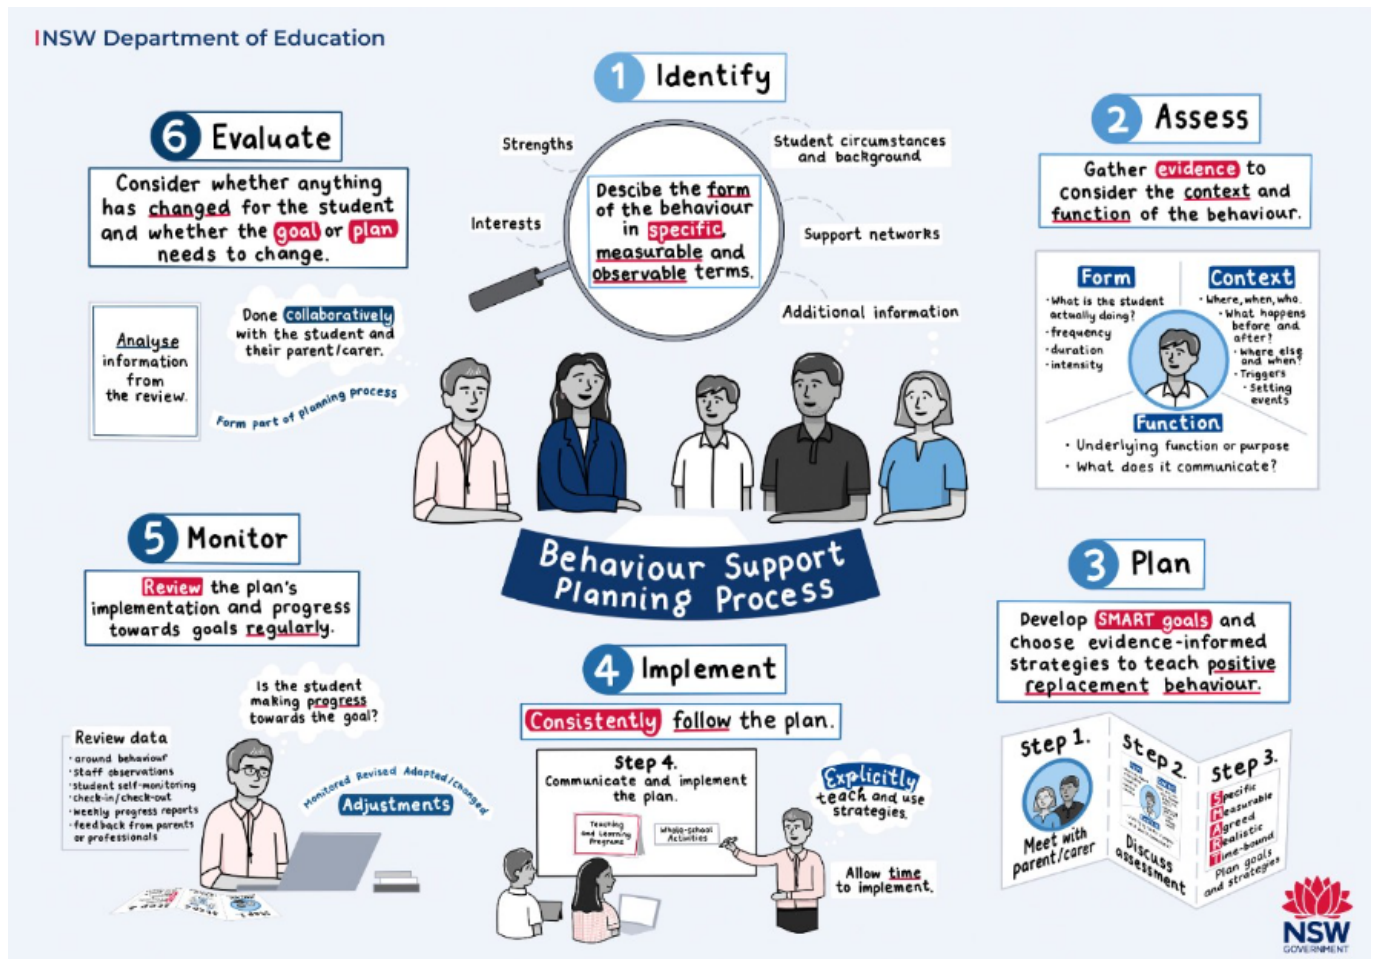 NSW Department of Education
1 Identify
Strengths
Interests
Descibe the form
of the behaviour
in specific,
measurable and
observable terms.
Student circumstances
and background
Support networks
Additional information
2 Assess
Gather evidence to
consider the context and
function of the behaviour.
Form
• What is the student
actually doing?
• frequency
• duration
• intensity
Context
• Where, when, who.
• What happens
before and
after?
• Where else
and when?
• Triggers
• Setting
events
Function
• Underlying function or purpose
• What does it communicate?
3 Plan
Develop SMART goals and
choose evidence-informed
strategies to teach positive
replacement behaviour.
Step 1.
Meet with
parent/carer
Step 2.
Discuss
assessment
Step 3.
Specific
Measurable
Agreed
Realistic
Time-bound
Plan goals
and strategies
4 Implement
Consistently follow the plan.
Step 4.
Communicate and implement
the plan.
Teaching
and Learning
Programs
Whole-school
Activities
Explicitly
teach and use
strategies.
Allow time
to implement.
5 Monitor
Review the plan's
implementation and progress
towards goals regularly.
Is the student
making progress
towards the goal?
Review data
• around behaviour
• staff observations
• student self-monitoring
• check-in/check-out
• weekly progress reports
• feedback from parents
or professionals
Monitored Revised Adapted/changed
Adjustments
6 Evaluate
Consider whether anything
has changed for the student
and whether the goal or plan
needs to change.
Analyse
information
from
the review.
Done collaboratively
with the student and
their parent/carer.
Form part of planning process
Behaviour Support
Planning Process
NSW
GOVERNMENT